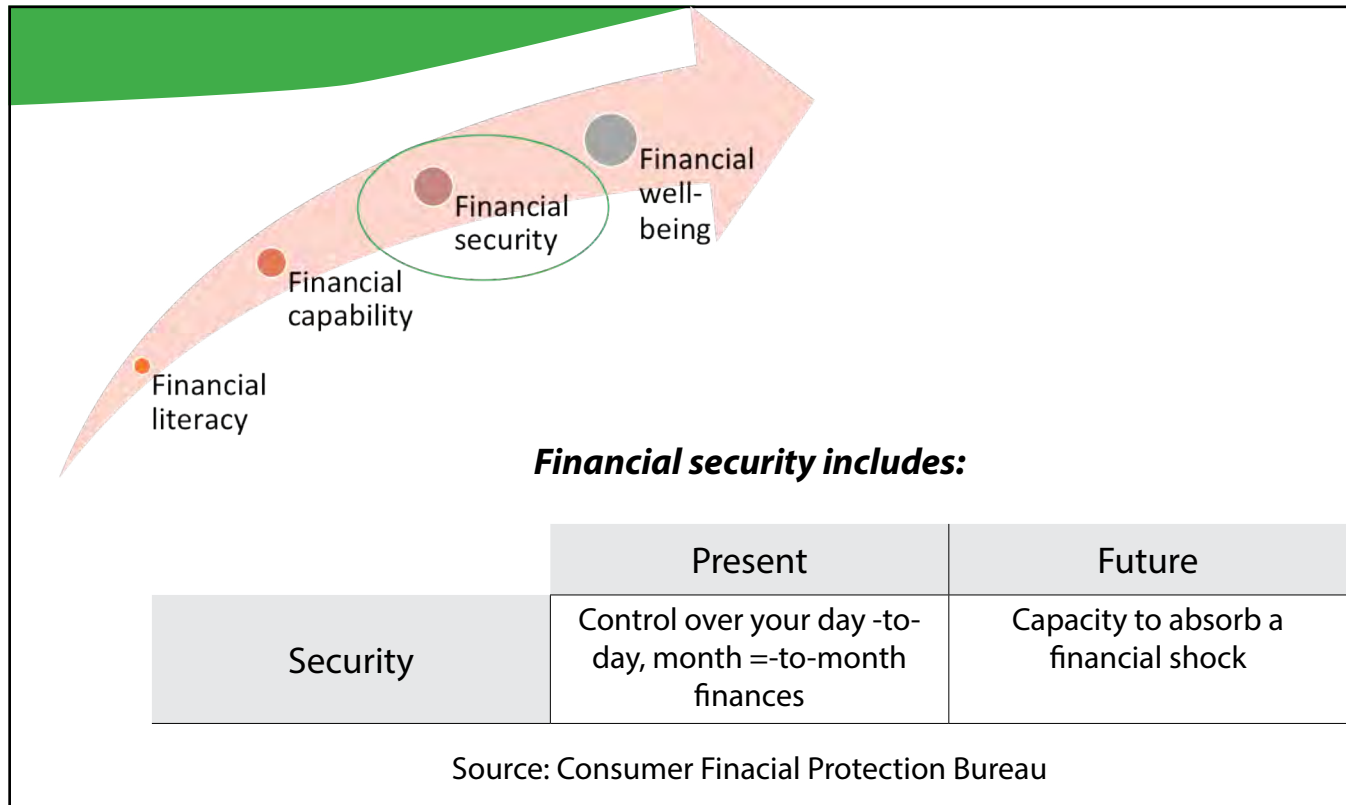 Financial
well-
being
Financial
security
Financial
capability
Financial
literacy
Financial security includes:
Present
Future
Security
Control over your day -to-
day, month =-to-month
finances
Capacity to absorb a
financial shock
Source: Consumer Finacial Protection Bureau